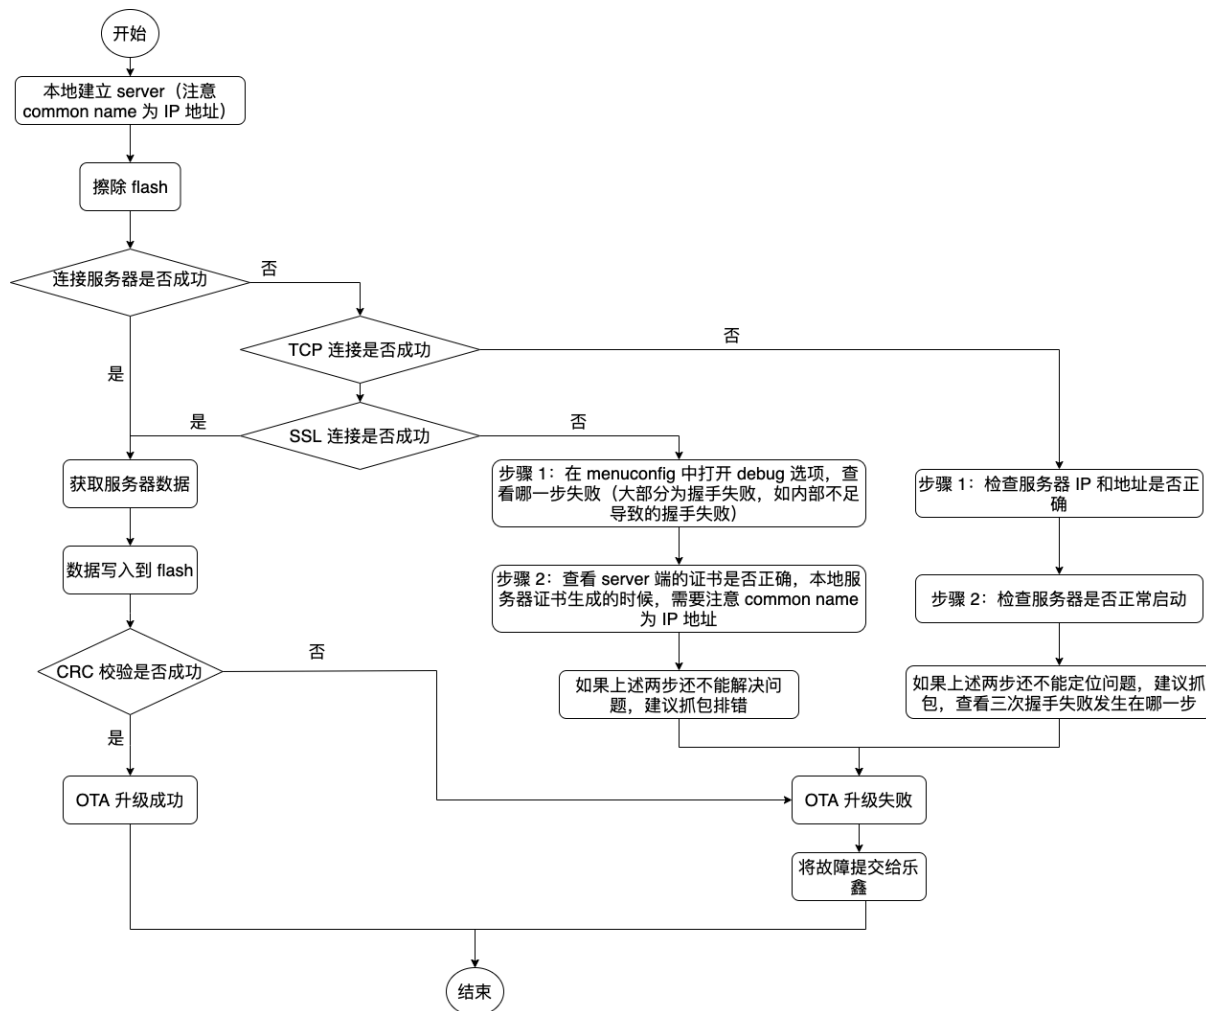 开始
本地建立 server（注意
common name 为 IP 地址）
擦除 flash
连接服务器是否成功
否
TCP 连接是否成功
否
是
SSL 连接是否成功
是
否
获取服务器数据
步骤 1：在 menuconfig 中打开 debug 选项，查
看哪一步失败（大部分为握手失败，如内部不足
导致的握手失败）
步骤 1：检查服务器 IP 和地址是否正
确
数据写入到 flash
步骤 2：查看 server 端的证书是否正确，本地服
务器证书生成的时候，需要注意 common name
为 IP 地址
步骤 2：检查服务器是否正常启动
CRC 校验是否成功
否
如果上述两步还不能解决问
题，建议抓包排错
如果上述两步还不能定位问题，建议抓
包，查看三次握手失败发生在哪一步
是
OTA 升级成功
OTA 升级失败
将故障提交给乐
鑫
结束